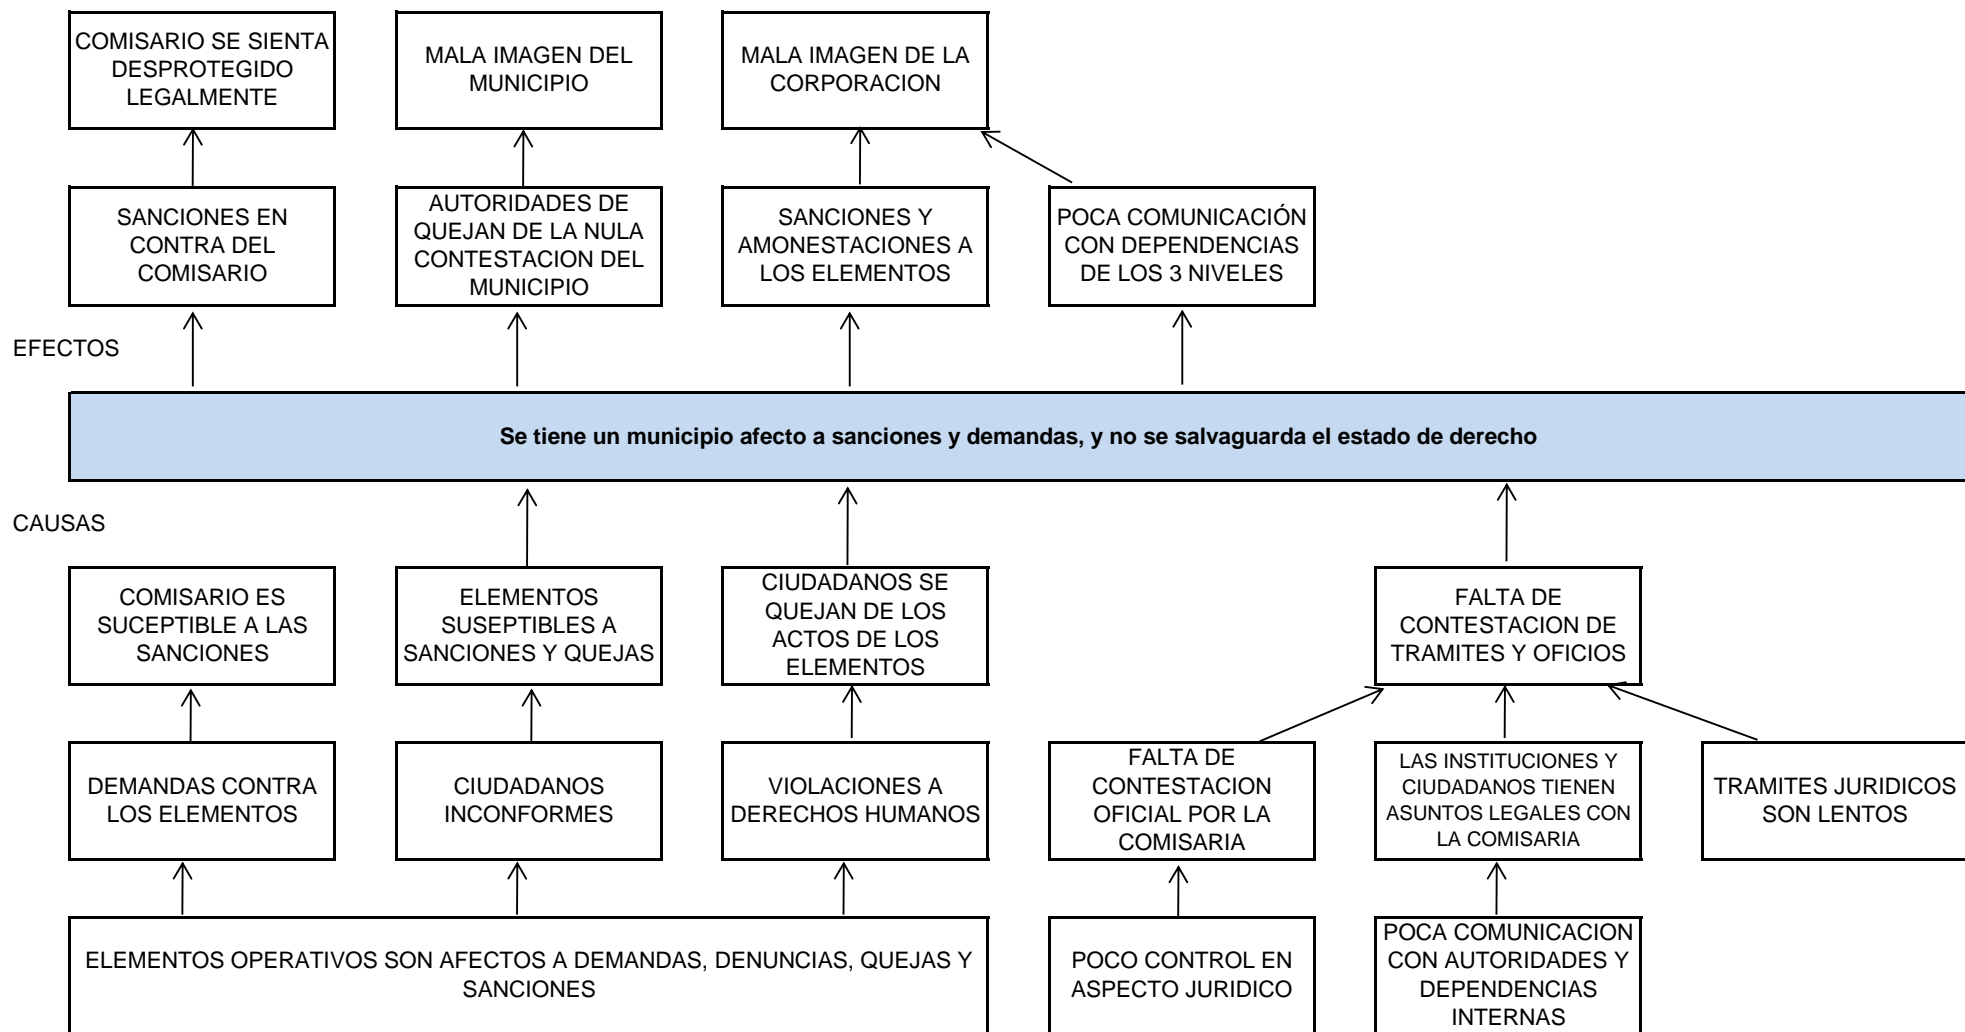 COMISARIO SE SIENTA
DESPROTEGIDO
LEGALMENTE
MALA IMAGEN DEL
MUNICIPIO
MALA IMAGEN DE LA
CORPORACION
SANCIONES EN
CONTRA DEL
COMISARIO
AUTORIDADES DE
QUEJAN DE LA NULA
CONTESTACION DEL
MUNICIPIO
SANCIONES Y
AMONESTACIONES A
LOS ELEMENTOS
POCA COMUNICACIÓN
CON DEPENDENCIAS
DE LOS 3 NIVELES
EFECTOS
Se tiene un municipio afecto a sanciones y demandas, y no se salvaguarda el estado de derecho
CAUSAS
COMISARIO ES
SUCEPTIBLE A LAS
SANCIONES
ELEMENTOS
SUSEPTIBLES A
SANCIONES Y QUEJAS
CIUDADANOS SE
QUEJAN DE LOS
ACTOS DE LOS
ELEMENTOS
FALTA DE
CONTESTACION DE
TRAMITES Y OFICIOS
DEMANDAS CONTRA
LOS ELEMENTOS
CIUDADANOS
INCONFORMES
VIOLACIONES A
DERECHOS HUMANOS
FALTA DE
CONTESTACION
OFICIAL POR LA
COMISARIA
LAS INSTITUCIONES Y
CIUDADANOS TIENEN
ASUNTOS LEGALES CON
LA COMISARIA
TRAMITES JURIDICOS
SON LENTOS
ELEMENTOS OPERATIVOS SON AFECTOS A DEMANDAS, DENUNCIAS, QUEJAS Y
SANCIONES
POCO CONTROL EN
ASPECTO JURIDICO
POCA COMUNICACION
CON AUTORIDADES Y
DEPENDENCIAS
INTERNAS